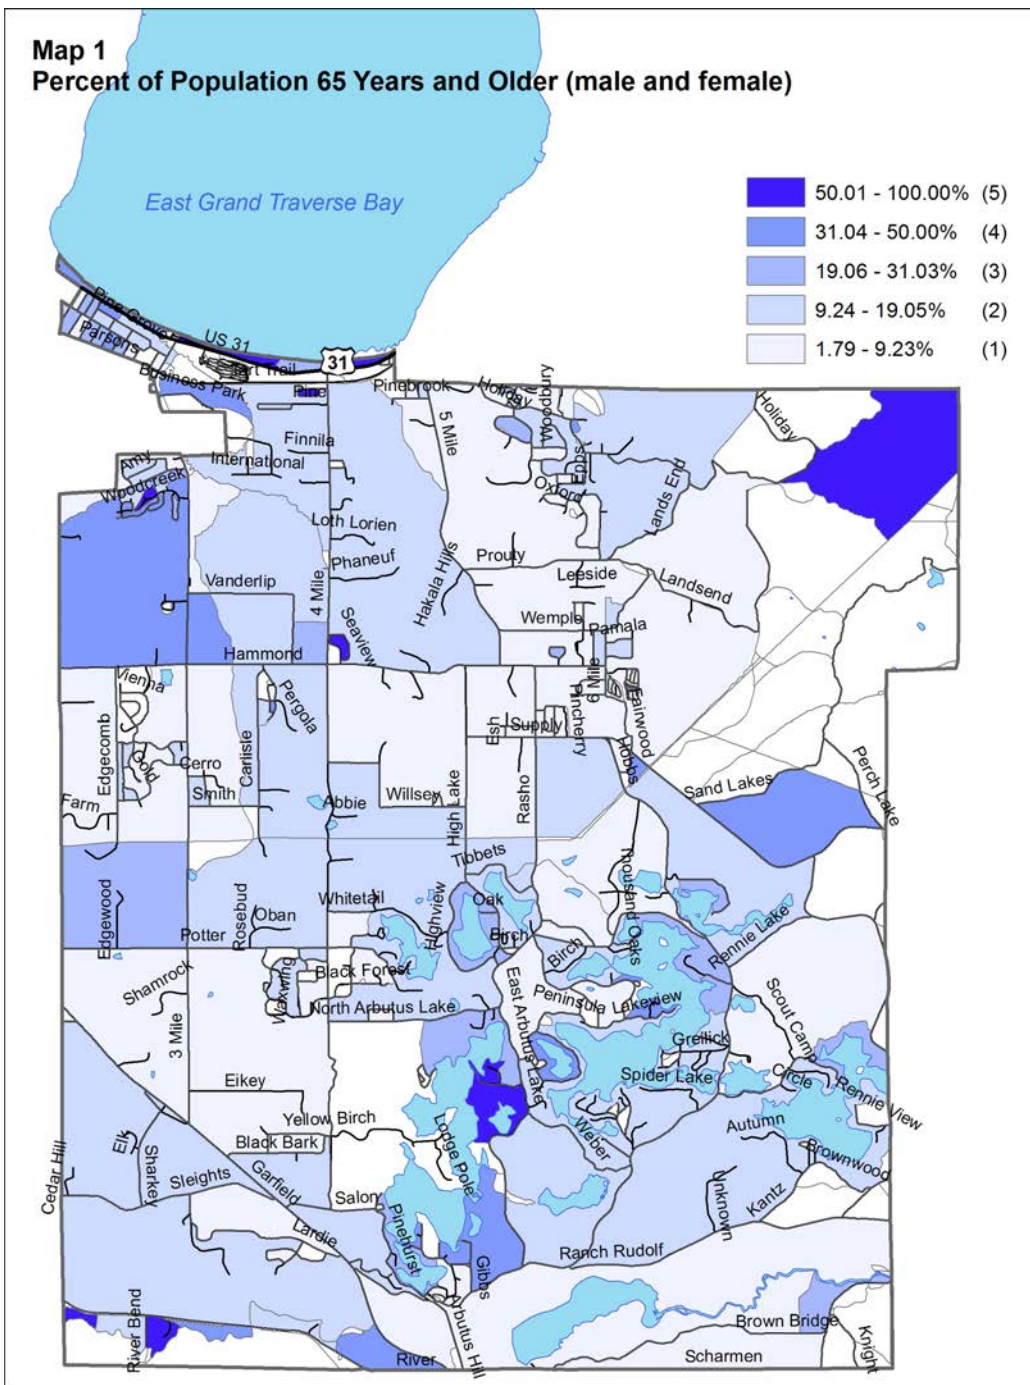 Map 1
Percent of Population 65 Years and Older (male and female)
East Grand Traverse Bay
50.01 - 100.00% (5)
31.04 - 50.00% (4)
19.06 - 31.03% (3)
9.24 - 19.05% (2)
1.79 - 9.23% (1)
Pine Grove
Parsons
US 31
31
Tart Trail
Business Park
Pine
Pinebrook
Holiday
Woodbury
Holiday
5 Mile
Finnila
International
Amy
Woodcreek
Epps
Oxford
Lands End
Loth Lorien
Phaneuf
Hakala Hills
Prouty
Leeside
Landsend
Vanderlip
4 Mile
Seaview
Wemple
Pamala
Hammond
Vienna
Pergola
6 Mile
Pincherry
Fairwood
Esh
Supply
Edgecomb
Gold
Cerro
Carlisle
Hobbs
Smith
Farm
Abbie
Willsey
High Lake
Rasho
Sand Lakes
Perch Lake
Tibbets
Thousand Oaks
Whitetail
Highview
Oak
Edgewood
Rosebud
Oban
Potter
Birch
Birch
Rennie Lake
Shamrock
Waxwing
Black Forest
North Arbutus Lake
East Arbutus Lake
Peninsula
Lakeview
Scout Camp
3 Mile
Grellick
Eikey
Spider Lake
Circle
Rennie View
Yellow Birch
Lodge Pole
Weber
Autumn
Elk
Black Bark
Brownwood
Cedar Hill
Sharkey
Sleights
Garfield
Salon
Unknown
Kantz
Lardie
Pinehurst
Gibbs
Ranch Rudolf
River Bend
River
Arbutus Hill
Brown Bridge
Scharmen
Knight